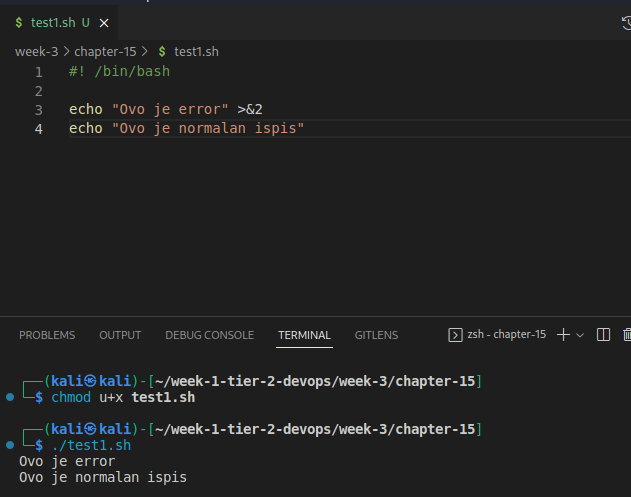 $ test1.sh U ×
week-3 > chapter-15 > $ test1.sh
1 #! /bin/bash
2
3 echo "Ovo je error" >&2
4 echo "Ovo je normalan ispis"
PROBLEMS OUTPUT DEBUG CONSOLE TERMINAL GITLENS zsh - chapter-15
┌──(kali㉿kali)-[~/week-1-tier-2-devops/week-3/chapter-15]
└─$ chmod u+x test1.sh
┌──(kali㉿kali)-[~/week-1-tier-2-devops/week-3/chapter-15]
└─$ ./test1.sh
Ovo je error
Ovo je normalan ispis